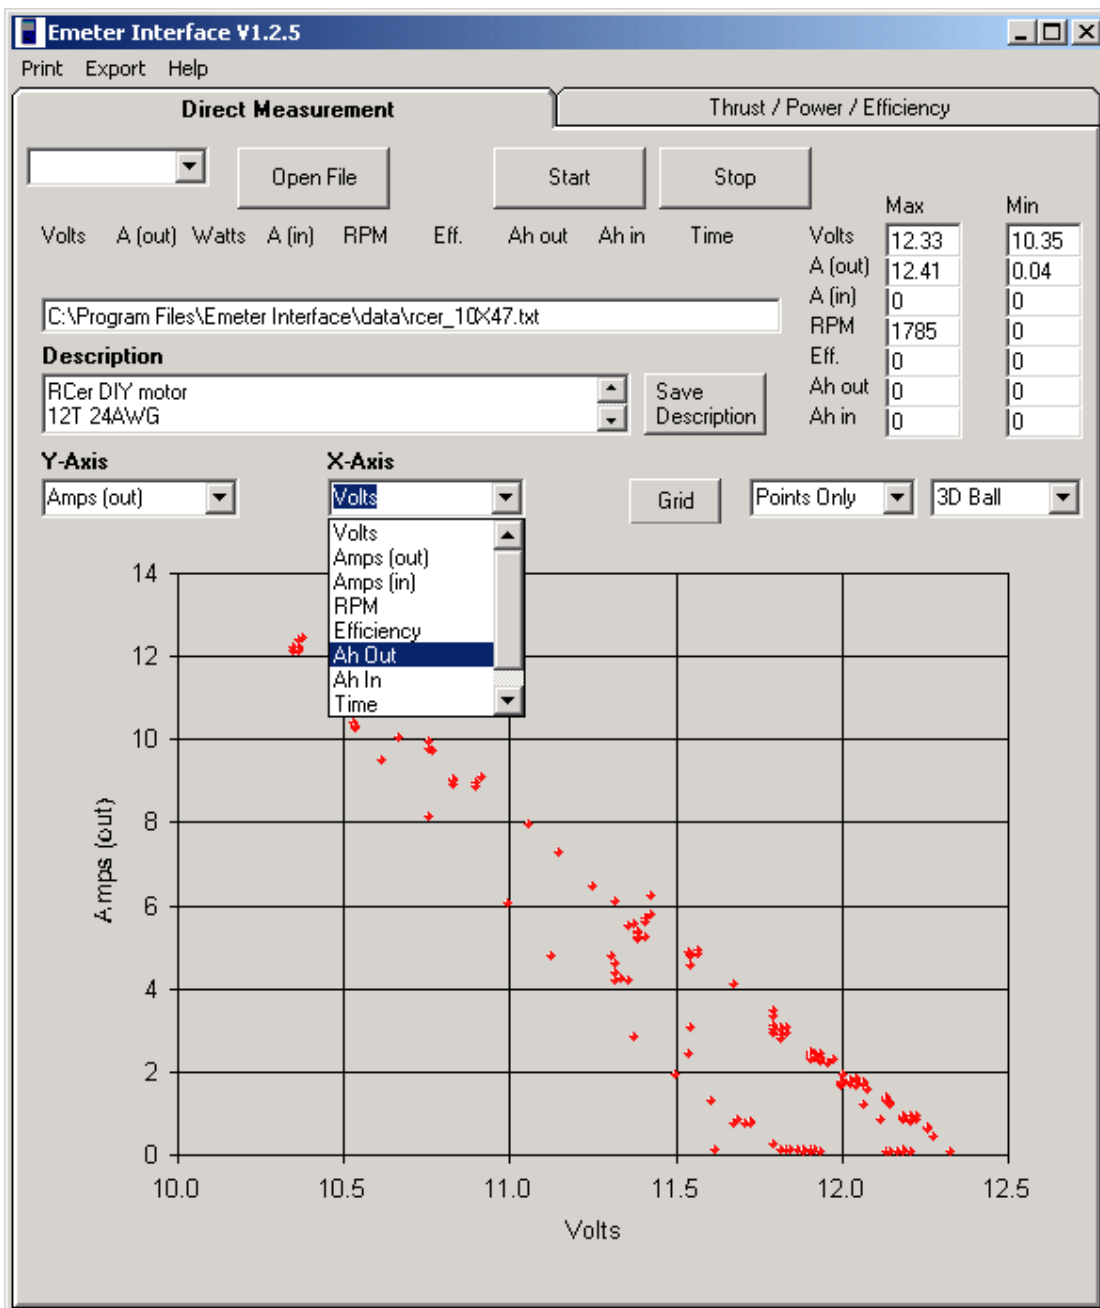 Emeter Interface V1.2.5
Print Export Help
Direct Measurement
Thrust / Power / Efficiency
Open File
Start
Stop
Max Min
Volts A (out) Watts A (in) RPM Eff. Ah out Ah in Time
Volts 12.33 10.35
A (out) 12.41 0.04
A (in) 0 0
RPM 1785 0
Eff. 0 0
Ah out 0 0
Ah in 0 0
C:\Program Files\Emeter Interface\data\rcer_10X47.txt
Description
RCer DIY motor
12T 24AWG
Save
Description
Y-Axis X-Axis
Amps (out) Volts Grid Points Only 3D Ball
Volts
Amps (out)
Amps (in)
RPM
Efficiency
Ah Out
Ah In
Time
14
12
10
8
6
4
2
0
Amps (out)
10.0 10.5 11.0 11.5 12.0 12.5
Volts